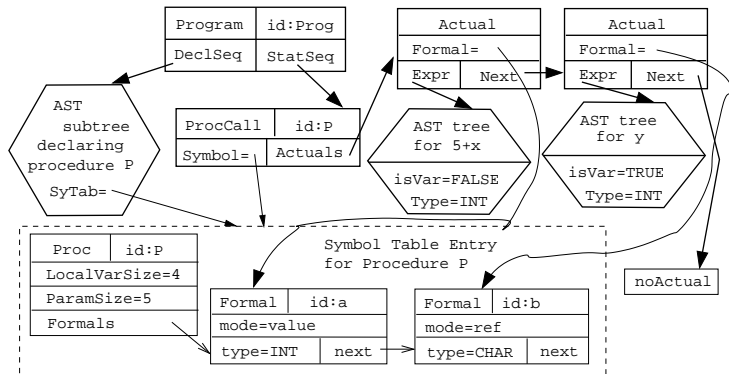 Program id:Prog
DeclSeq StatSeq
Actual
Formal=
Expr Next
Actual
Formal=
Expr Next
AST
subtree
declaring
procedure P
SyTab=
ProcCall id:P
Symbol= Actuals
AST tree
for 5+x
isVar=FALSE
Type=INT
AST tree
for y
isVar=TRUE
Type=INT
Symbol Table Entry
for Procedure P
Proc id:P
LocalVarSize=4
ParamSize=5
Formals
Formal id:a
mode=value
type=INT next
Formal id:b
mode=ref
type=CHAR next
noActual